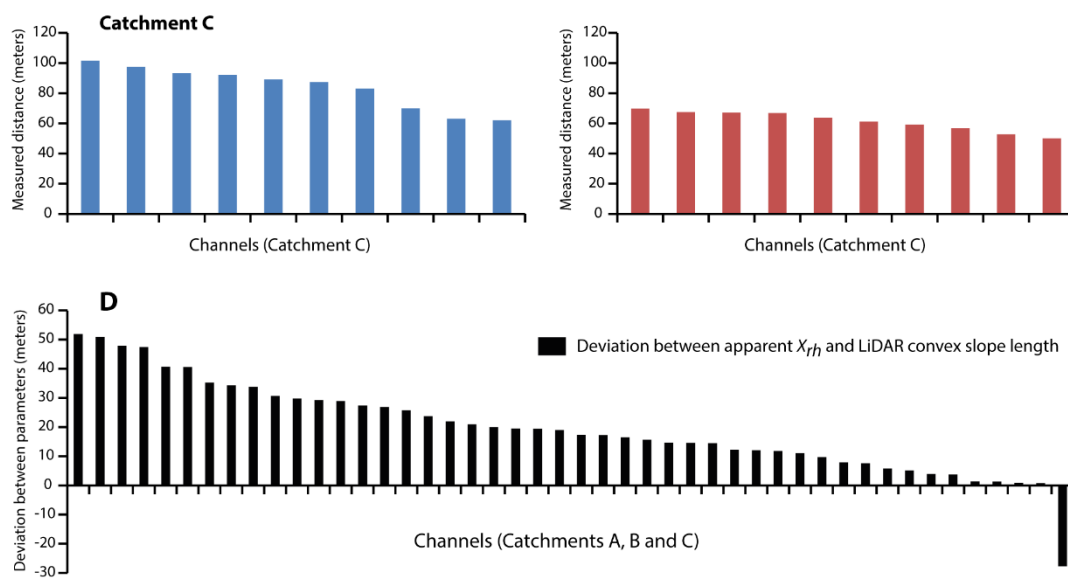 Catchment C
Measured distance (meters)
120
100
80
60
40
20
0
Channels (Catchment C)
Measured distance (meters)
120
100
80
60
40
20
0
Channels (Catchment C)
D
Deviation between parameters (meters)
60
50
40
30
20
10
0
-10
-20
-30
Deviation between apparent Xrh and LiDAR convex slope length
Channels (Catchments A, B and C)